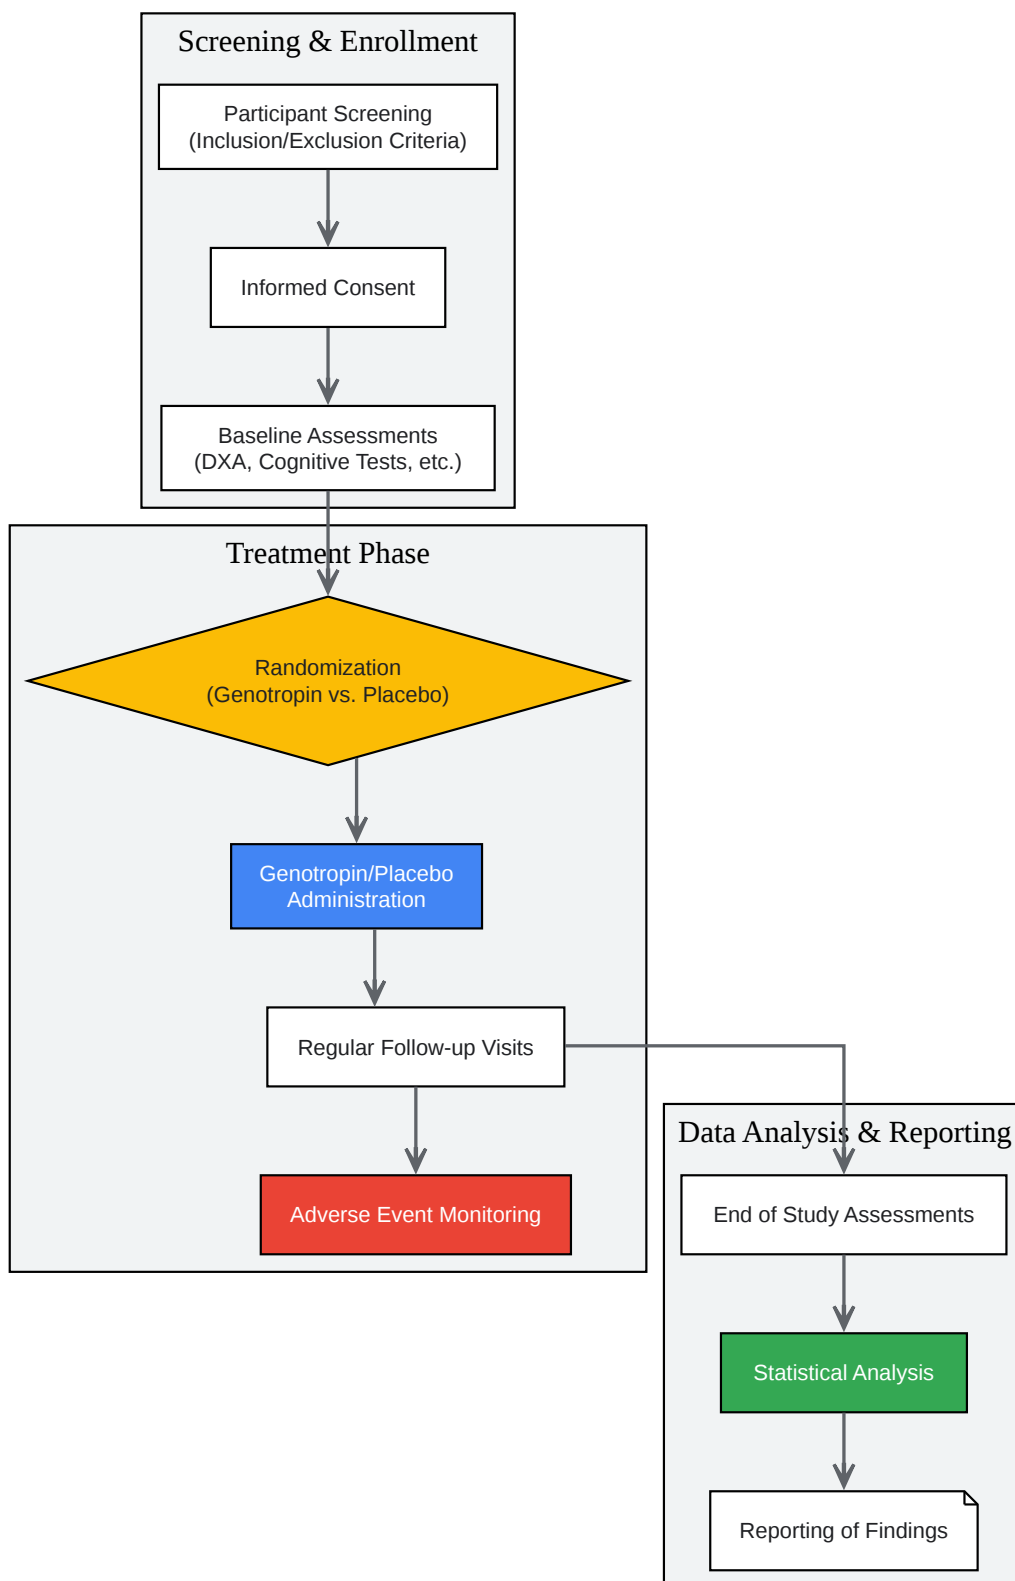 Screening & Enrollment
Participant Screening
(Inclusion/Exclusion Criteria)
Informed Consent
Baseline Assessments
(DXA, Cognitive Tests, etc.)
Treatment Phase
Randomization
(Genotropin vs. Placebo)
Genotropin/Placebo
Administration
Regular Follow-up Visits
Adverse Event Monitoring
Data Analysis & Reporting
End of Study Assessments
Statistical Analysis
Reporting of Findings